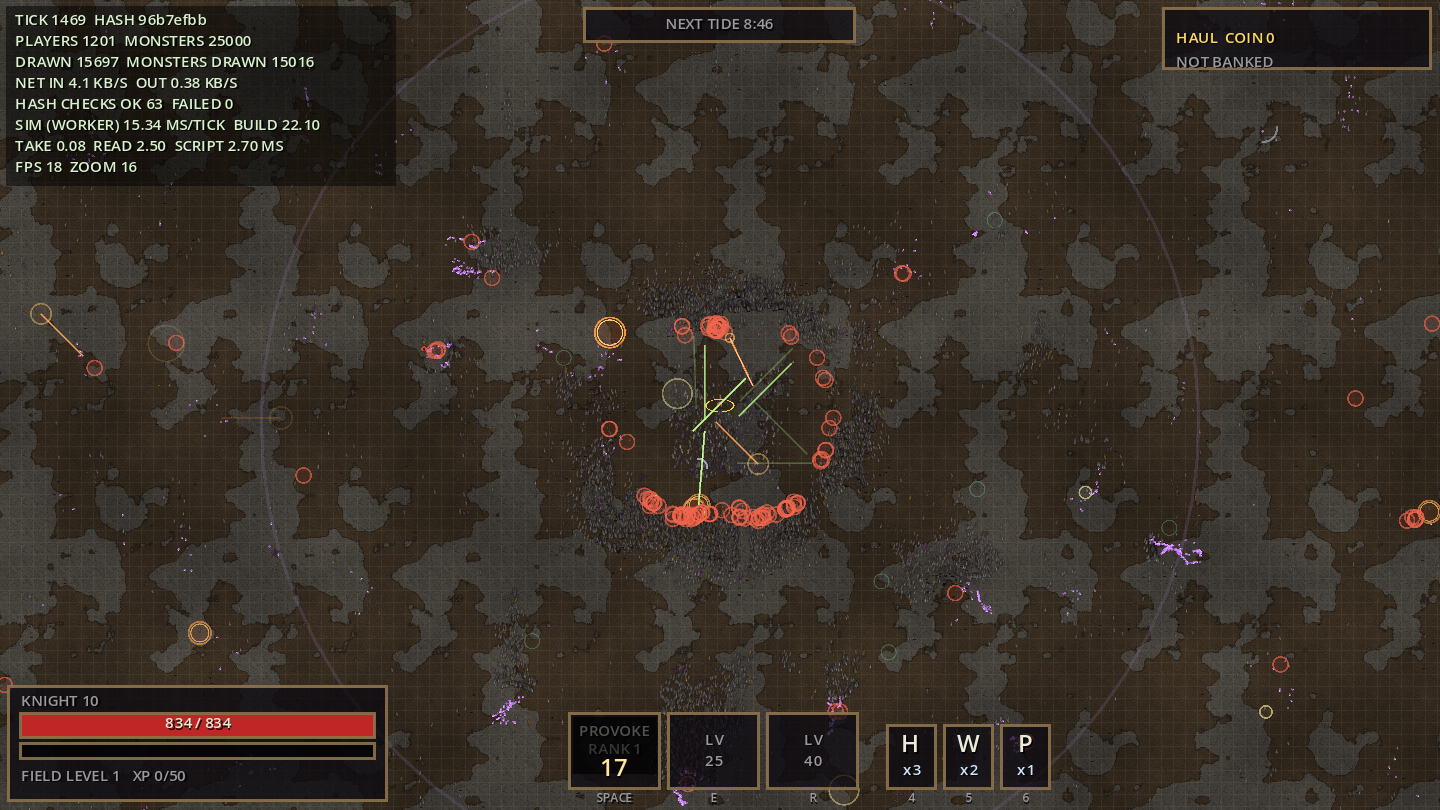 TICK 1469 HASH 96b7efbb
PLAYERS 1201 MONSTERS 25000
DRAWN 15697 MONSTERS DRAWN 15016
NET IN 4.1 KB/S OUT 0.38 KB/S
HASH CHECKS OK 63 FAILED 0
SIM (WORKER) 15.34 MS/TICK BUILD 22.10
TAKE 0.08 READ 2.50 SCRIPT 2.70 MS
FPS 18 ZOOM 16
NEXT TIDE 8:46
HAUL COIN 0
NOT BANKED
KNIGHT 10
834 / 834
FIELD LEVEL 1 XP 0/50
PROVOKE
RANK 1
17
SPACE
LV
25
E
LV
40
R
H
x3
4
W
x2
5
P
x1
6